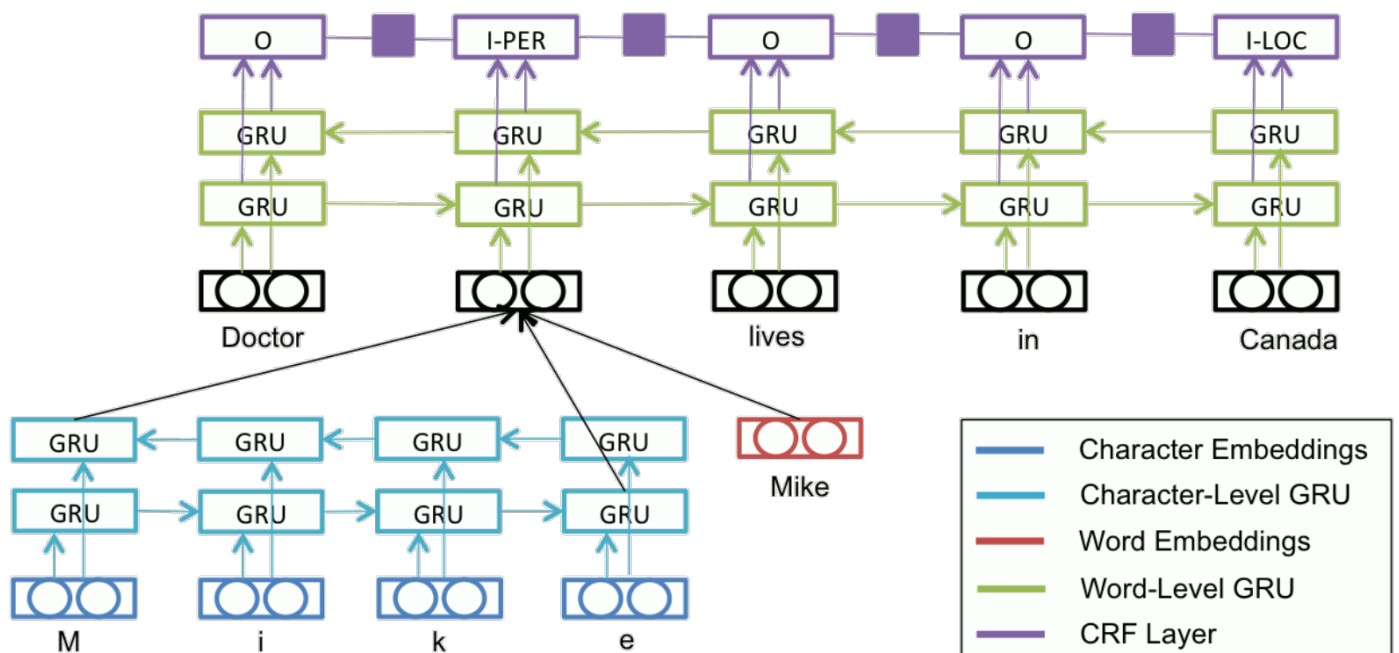 O I-PER O O I-LOC
GRU GRU GRU GRU GRU
GRU GRU GRU GRU GRU
Doctor lives in Canada
GRU GRU GRU GRU
Mike
GRU GRU GRU GRU
M i k e
Character Embeddings
Character-Level GRU
Word Embeddings
Word-Level GRU
CRF Layer